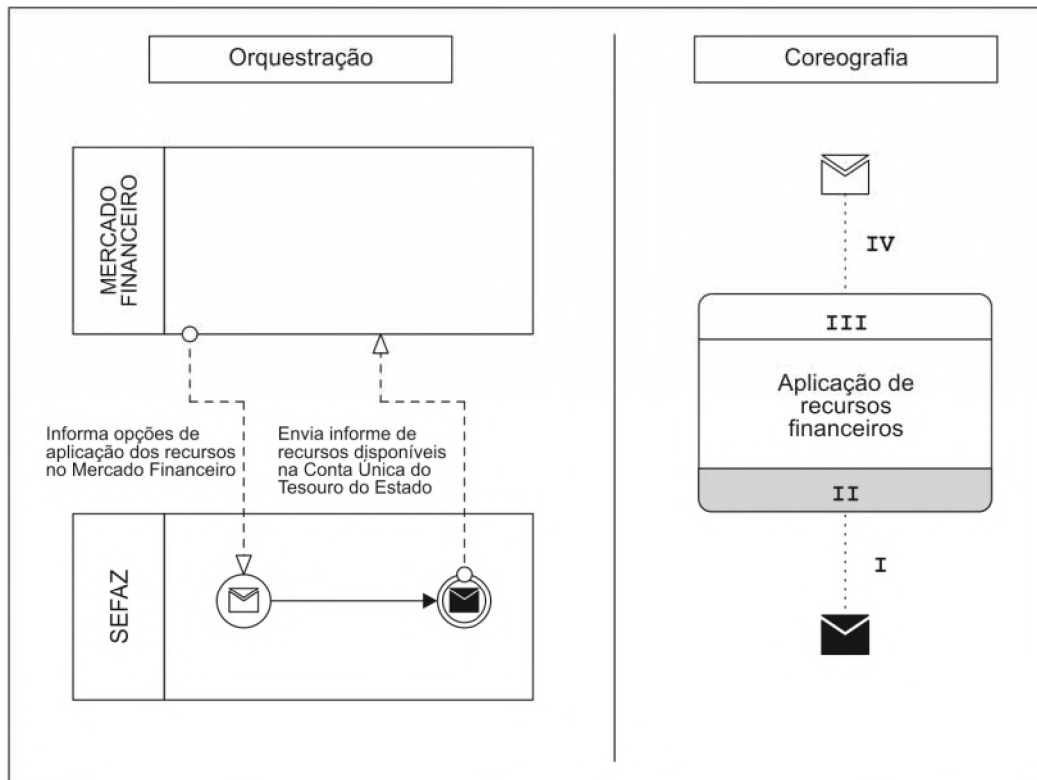 Orquestração
MERCADO
FINANCEIRO
Informa opções de
aplicação dos recursos
no Mercado Financeiro
Envia informe de
recursos disponíveis
na Conta Única do
Tesouro do Estado
SEFAZ
Coreografia
IV
III
Aplicação de
recursos
financeiros
II
I